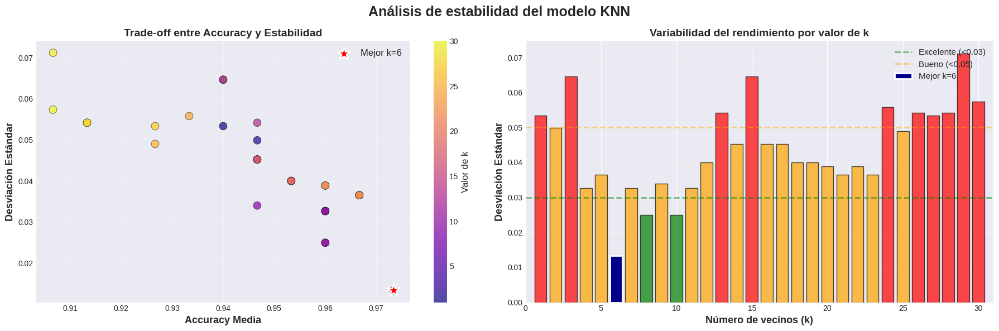 Análisis de estabilidad del modelo KNN
Trade-off entre Accuracy y Estabilidad
Desviación Estándar
0.07
0.06
0.05
0.04
0.03
0.02
0.91
0.92
0.93
0.94
0.95
0.96
0.97
Accuracy Media
Mejor k=6
30
25
20
15
10
5
Valor de k
Variabilidad del rendimiento por valor de k
Desviación Estándar
0.07
0.06
0.05
0.04
0.03
0.02
0.01
0.00
0
5
10
15
20
25
30
Número de vecinos (k)
Excelente (<0.03)
Bueno (<0.05)
Mejor k=6